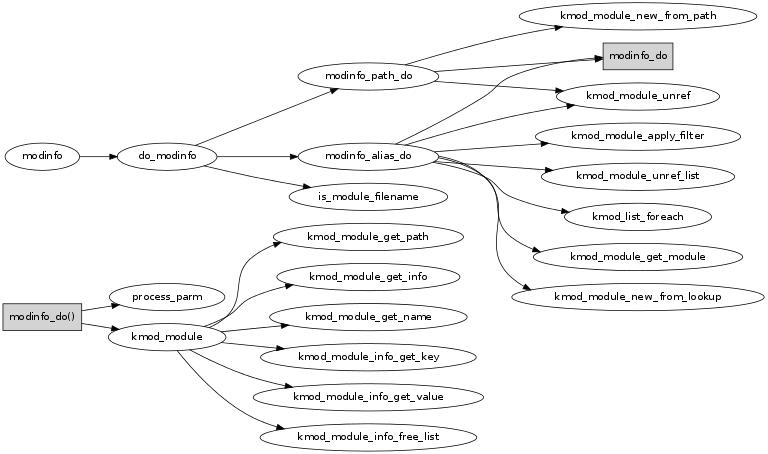 kmod_module_new_from_path
modinfo_do
modinfo_path_do
kmod_module_unref
kmod_module_apply_filter
modinfo
do_modinfo
modinfo_alias_do
kmod_module_unref_list
is_module_filename
kmod_list_foreach
kmod_module_get_path
kmod_module_get_module
kmod_module_get_info
process_parm
kmod_module_new_from_lookup
modinfo_do()
kmod_module_get_name
kmod_module
kmod_module_info_get_key
kmod_module_info_get_value
kmod_module_info_free_list